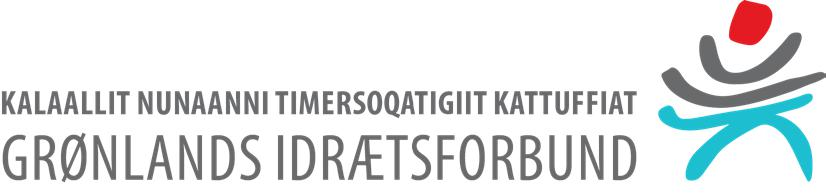 KALAALLIT NUNAANNI TIMERSOQATIGIIT KATTUFFIAT
GRØNLANDS IDRÆTSFORBUND